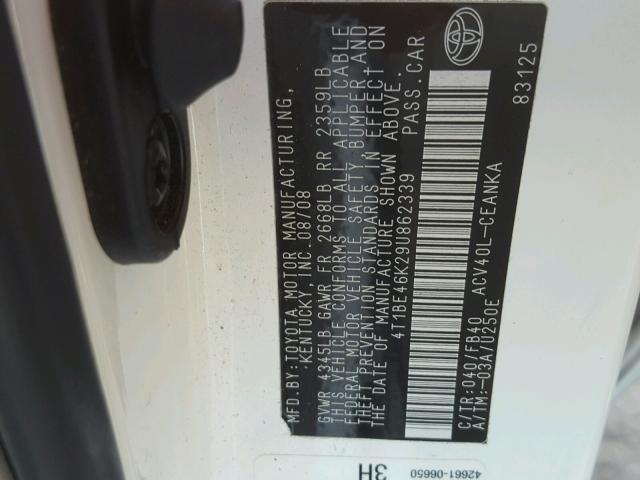 MFD.BY:TOYOTA MOTOR MANUFACTURING,
KENTUCKY, INC. 08/08
GVWR 4345LB GAWR FR 2668LB RR 2359LB
THIS VEHICLE CONFORMS TO ALL APPLICABLE
FHDERAL MOTOR VEHICLE SAFETY, BUMPER, AND
THEFT PREVENTION STANDARDS IN EFFECT ON
THE DATE OF MANUFACTURE SHOWN ABOVE.
4T1BE46K29U862339 PASS. CAR
C/TR:040/FB40 ACV40L-CEANKA
A/TM:-03A/U250E
83125
42661-06650
3H